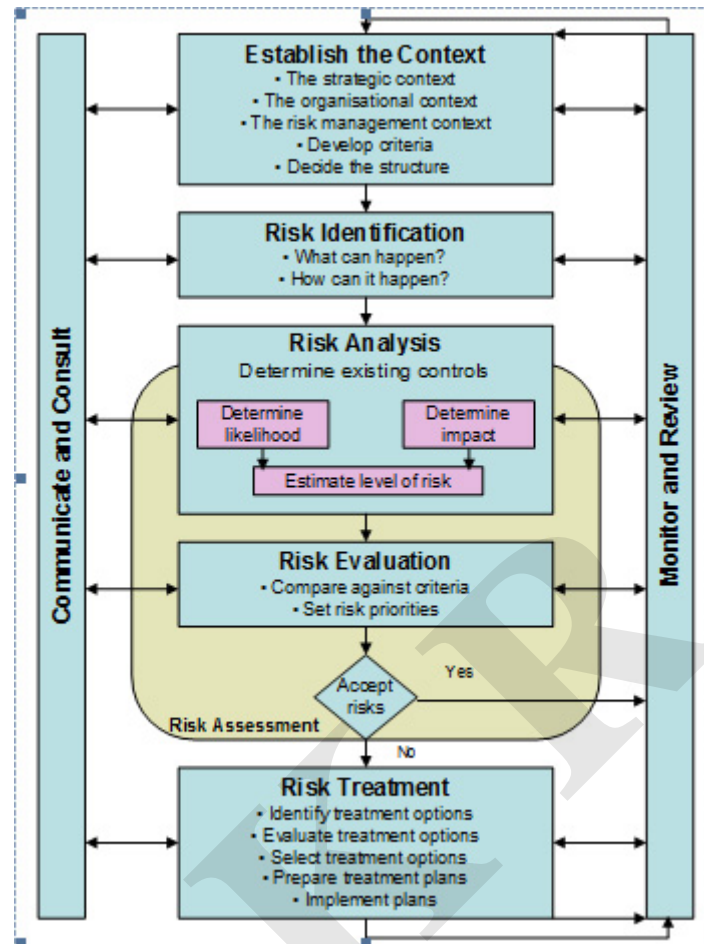 Establish the Context
▪ The strategic context
▪ The organisational context
▪ The risk management context
▪ Develop criteria
▪ Decide the structure
Risk Identification
▪ What can happen?
▪ How can it happen?
Risk Analysis
Determine existing controls
Determine
likelihood
Determine
impact
Estimate level of risk
Risk Evaluation
▪ Compare against criteria
▪ Set risk priorities
Accept
risks
Yes
No
Risk Assessment
Risk Treatment
▪ Identify treatment options
▪ Evaluate treatment options
▪ Select treatment options
▪ Prepare treatment plans
▪ Implement plans
Communicate and Consult
Monitor and Review
K R